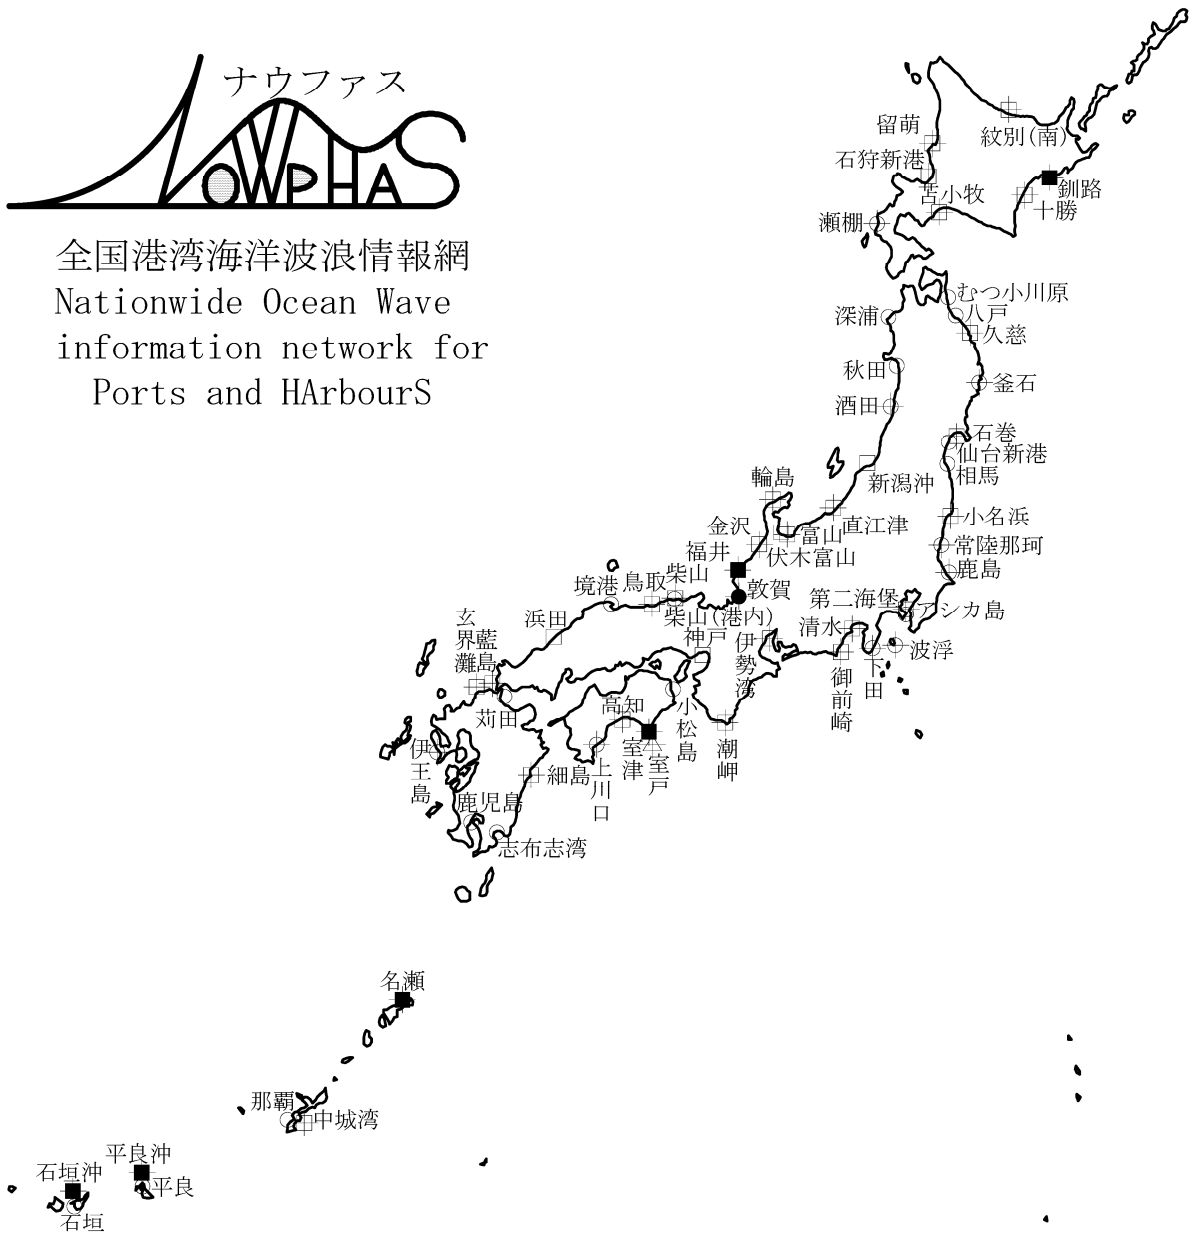 ナウファス
NOWPHAS
全国港湾海洋波浪情報網
Nationwide Ocean Wave
information network for
Ports and HArbourS
留萌
紋別(南)
石狩新港
釧路
苫小牧
十勝
瀬棚
むつ小川原
深浦
八戸
久慈
秋田
釜石
酒田
石巻
仙台新港
相馬
輪島
新潟沖
金沢
直江津
小名浜
富山
伏木富山
福井
常陸那珂
鹿島
柴山
鳥取
境港
敦賀
第二海堡
アシカ島
柴山(港内)
浜田
玄界灘
藍島
神戸
伊勢湾
清水
波浮
下田
御前崎
苅田
高知
小松島
室津
室戸
潮岬
伊王島
細島
上川口
鹿児島
志布志湾
名瀬
那覇
中城湾
平良沖
石垣沖
平良
石垣